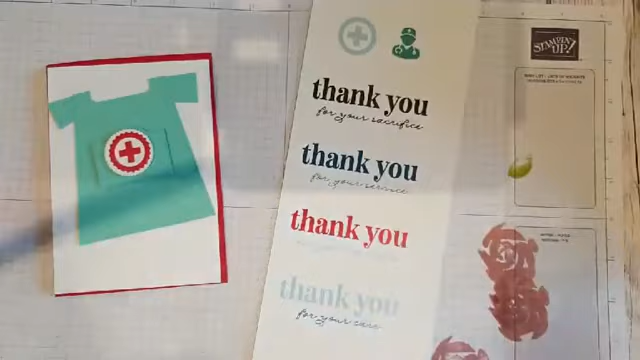 STAMPIN' UP!
thank you
for your sacrifice
thank you
for your service
thank you
thank you
for your care